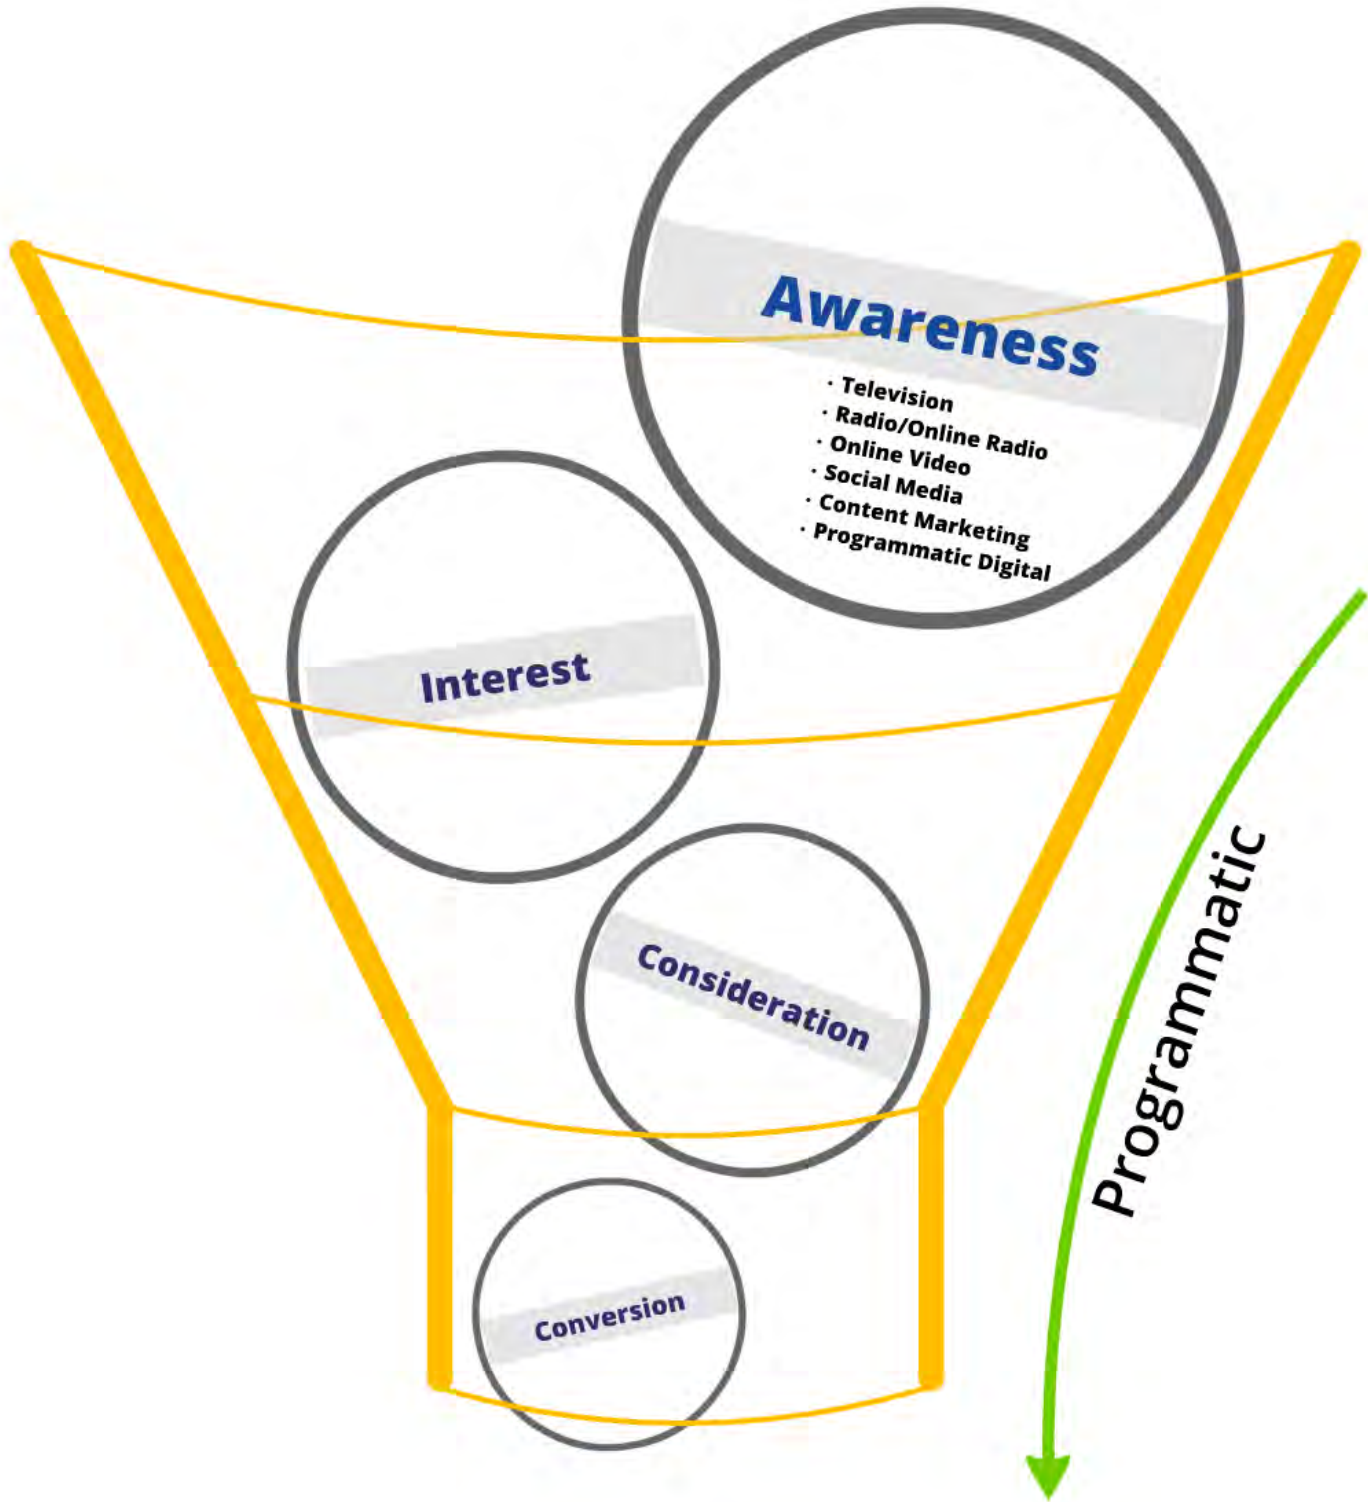 Awareness
· Television
· Radio/Online Radio
· Online Video
· Social Media
· Content Marketing
· Programmatic Digital
Interest
Consideration
Conversion
Programmatic